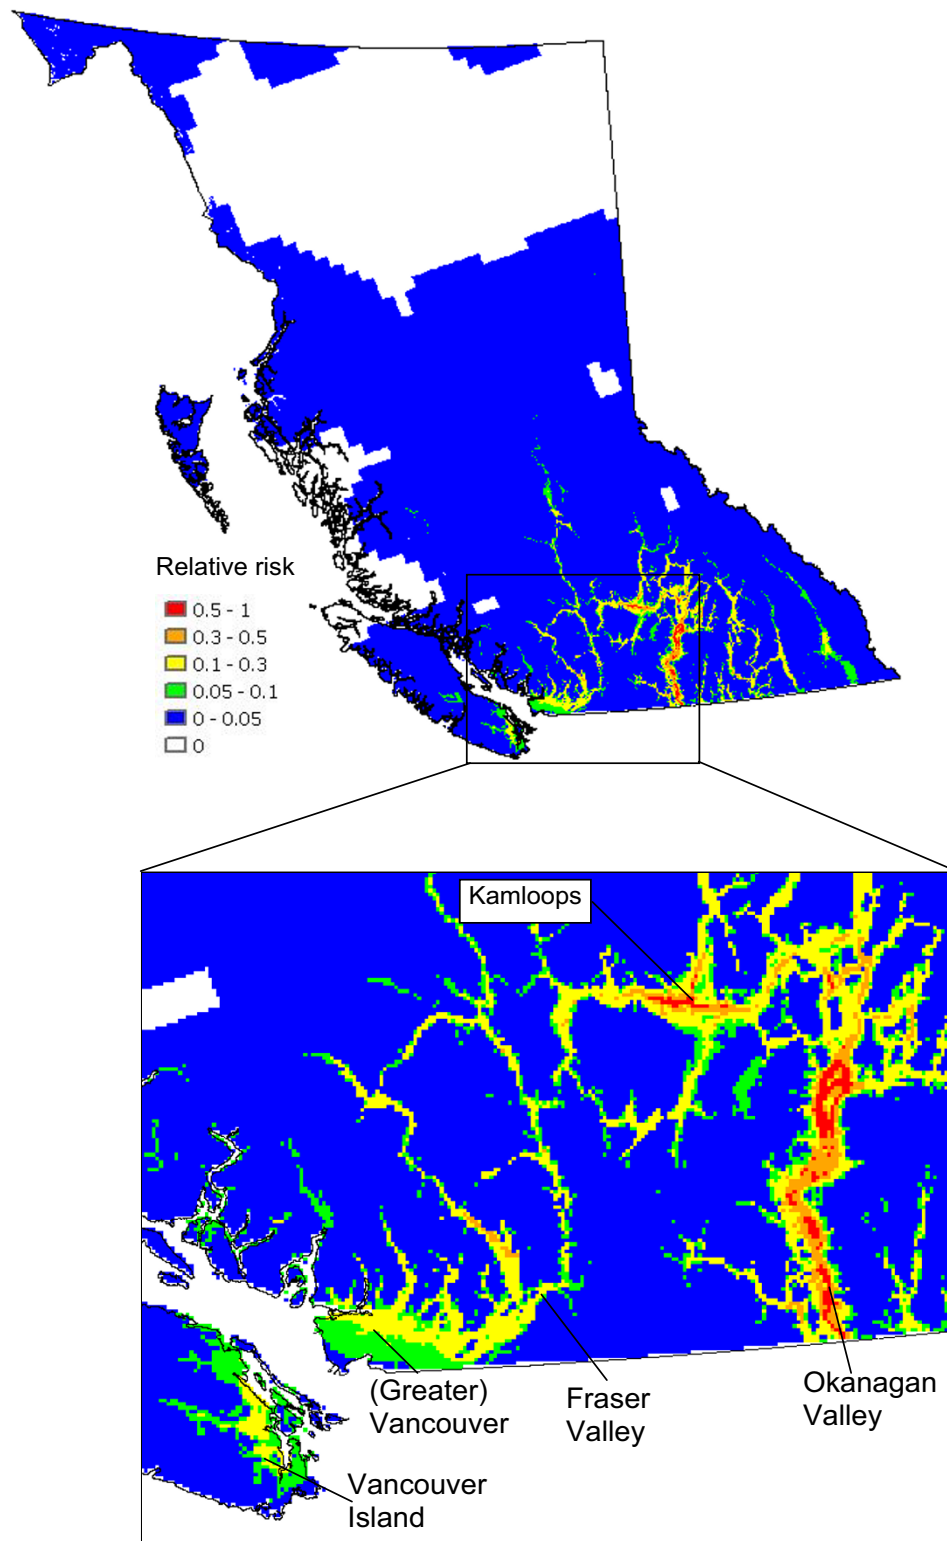 Relative risk
0.5 - 1
0.3 - 0.5
0.1 - 0.3
0.05 - 0.1
0 - 0.05
0
Kamloops
(Greater)
Vancouver
Fraser
Valley
Okanagan
Valley
Vancouver
Island